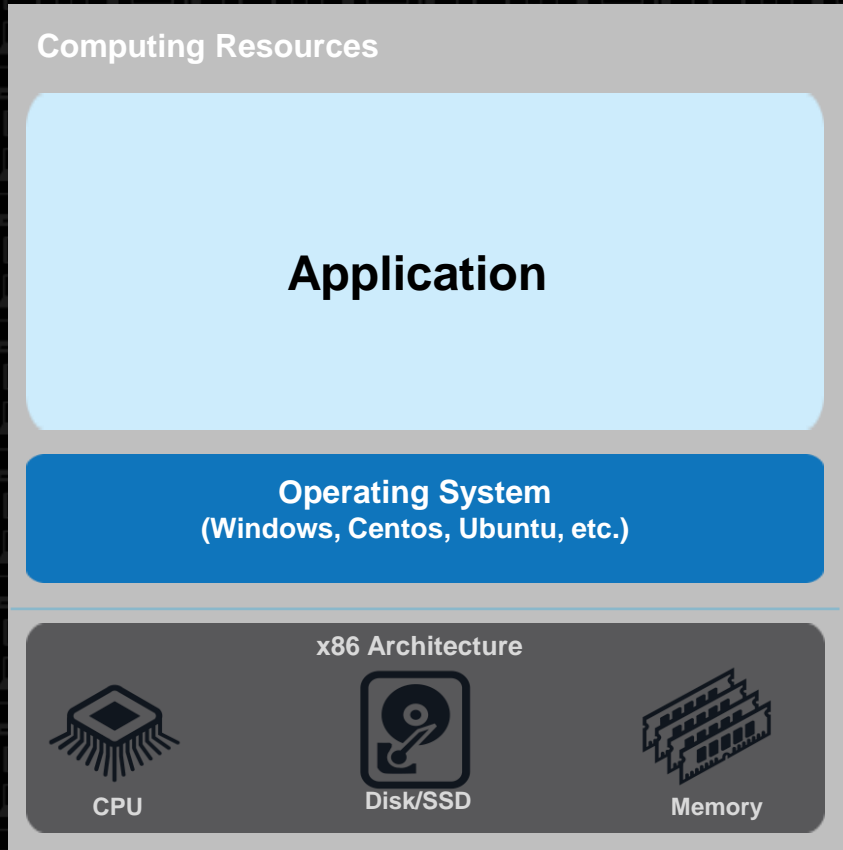 Computing Resources
Application
Operating System
(Windows, Centos, Ubuntu, etc.)
x86 Architecture
CPU
Disk/SSD
Memory